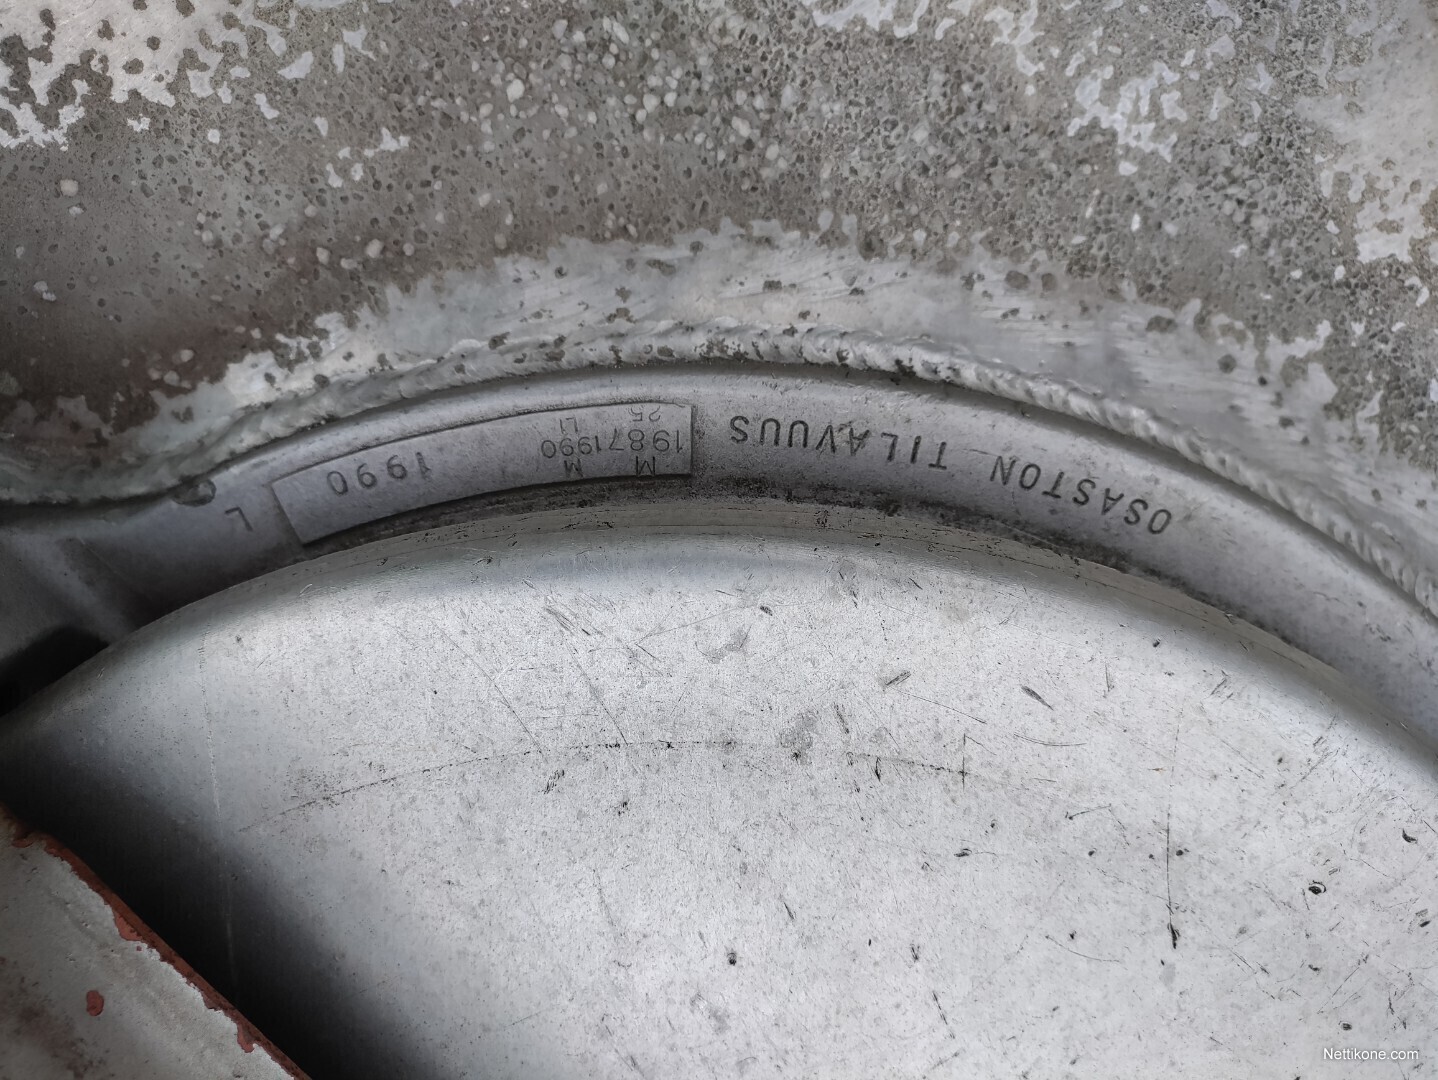 OSASTON TILAVUUS 1990 L
M M
19871990
25 LI
Nettikone.com